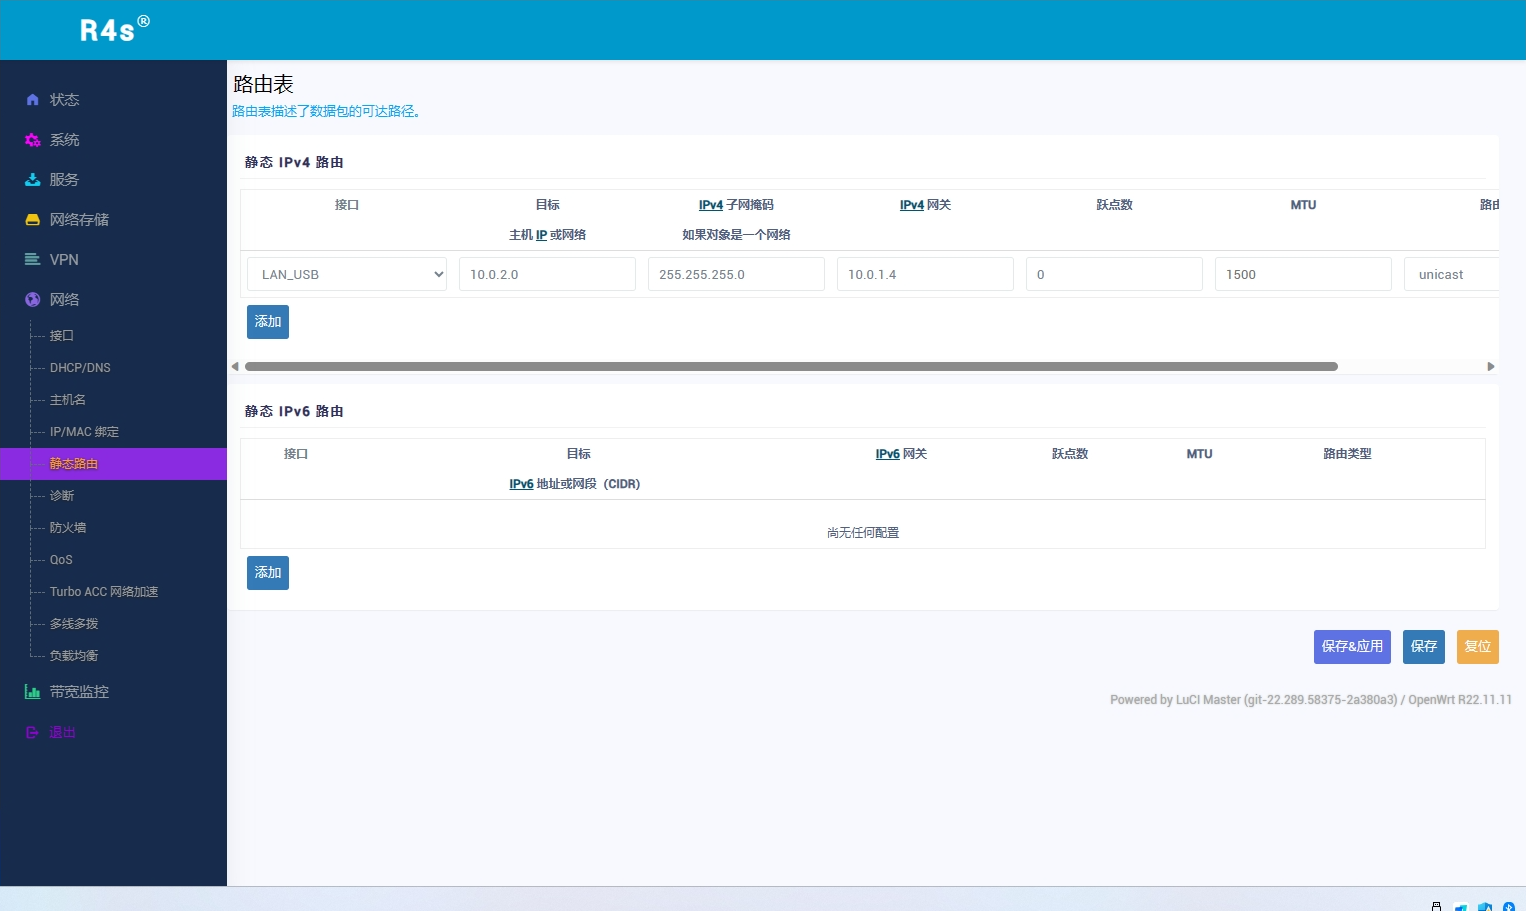 R4s®
状态
系统
服务
网络存储
VPN
网络
接口
DHCP/DNS
主机名
IP/MAC 绑定
静态路由
诊断
防火墙
QoS
Turbo ACC 网络加速
多线多拨
负载均衡
带宽监控
退出
路由表
路由表描述了数据包的可达路径。
静态 IPv4 路由
接口 目标 IPv4 子网掩码 IPv4 网关 跃点数 MTU 路由
主机 IP 或网络 如果对象是一个网络
LAN_USB 10.0.2.0 255.255.255.0 10.0.1.4 0 1500 unicast
添加
静态 IPv6 路由
接口 目标 IPv6 网关 跃点数 MTU 路由类型
IPv6 地址或网段（CIDR）
尚无任何配置
添加
保存&应用 保存 复位
Powered by LuCI Master (git-22.289.58375-2a380a3) / OpenWrt R22.11.11